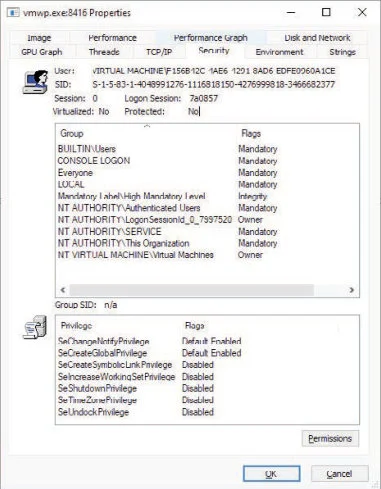 vmwp.exe:8416 Properties
Image Performance Performance Graph Disk and Network
GPU Graph Threads TCP/IP Security Environment Strings
User: VIRTUAL MACHINE\F156B42C 4AE6 4291 8AD6 EDFE0960A1CE
SID: S-1-5-83-1-4048991276-1116818150-4276999818-3466682377
Session: 0 Logon Session: 7a0857
Virtualized: No Protected: No
Group Flags
BUILTIN\Users Mandatory
CONSOLE LOGON Mandatory
Everyone Mandatory
LOCAL Mandatory
Mandatory Label\High Mandatory Level Integrity
NT AUTHORITY\Authenticated Users Mandatory
NT AUTHORITY\LogonSessionId_0_7997520 Owner
NT AUTHORITY\SERVICE Mandatory
NT AUTHORITY\This Organization Mandatory
NT VIRTUAL MACHINE\Virtual Machines Owner
Group SID: n/a
Privilege Flags
SeChangeNotifyPrivilege Default Enabled
SeCreateGlobalPrivilege Default Enabled
SeCreateSymbolicLinkPrivilege Disabled
SeIncreaseWorkingSetPrivilege Disabled
SeShutdownPrivilege Disabled
SeTimeZonePrivilege Disabled
SeUndockPrivilege Disabled
Permissions
OK Cancel